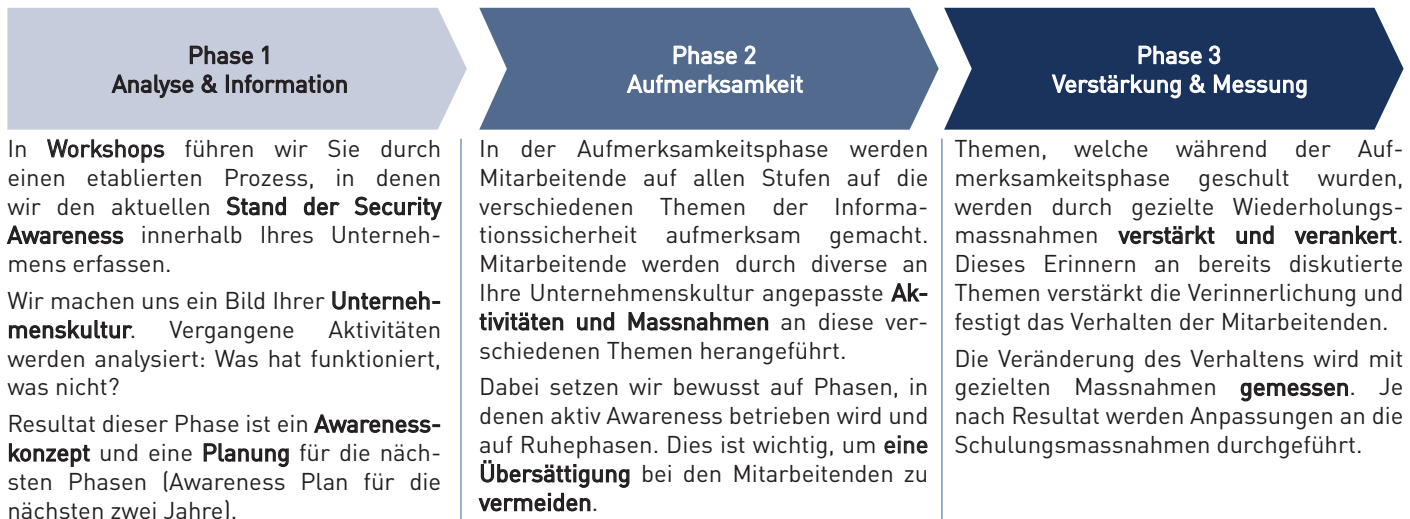 Phase 1
Analyse & Information
Phase 2
Aufmerksamkeit
Phase 3
Verstärkung & Messung
In Workshops führen wir Sie durch
einen etablierten Prozess, in denen
wir den aktuellen Stand der Security
Awareness innerhalb Ihres Unterneh-
mens erfassen.
Wir machen uns ein Bild Ihrer Unterneh-
menskultur. Vergangene Aktivitäten
werden analysiert: Was hat funktioniert,
was nicht?
Resultat dieser Phase ist ein Awareness-
konzept und eine Planung für die näch-
sten Phasen (Awareness Plan für die
nächsten zwei Jahre).
In der Aufmerksamkeitsphase werden
Mitarbeitende auf allen Stufen auf die
verschiedenen Themen der Informa-
tionssicherheit aufmerksam gemacht.
Mitarbeitende werden durch diverse an
Ihre Unternehmenskultur angepasste Ak-
tivitäten und Massnahmen an diese ver-
schiedenen Themen herangeführt.
Dabei setzen wir bewusst auf Phasen, in
denen aktiv Awareness betrieben wird und
auf Ruhephasen. Dies ist wichtig, um eine
Übersättigung bei den Mitarbeitenden zu
vermeiden.
Themen, welche während der Auf-
merksamkeitsphase geschult wurden,
werden durch gezielte Wiederholungs-
massnahmen verstärkt und verankert.
Dieses Erinnern an bereits diskutierte
Themen verstärkt die Verinnerlichung und
festigt das Verhalten der Mitarbeitenden.
Die Veränderung des Verhaltens wird mit
gezielten Massnahmen gemessen. Je
nach Resultat werden Anpassungen an die
Schulungsmassnahmen durchgeführt.